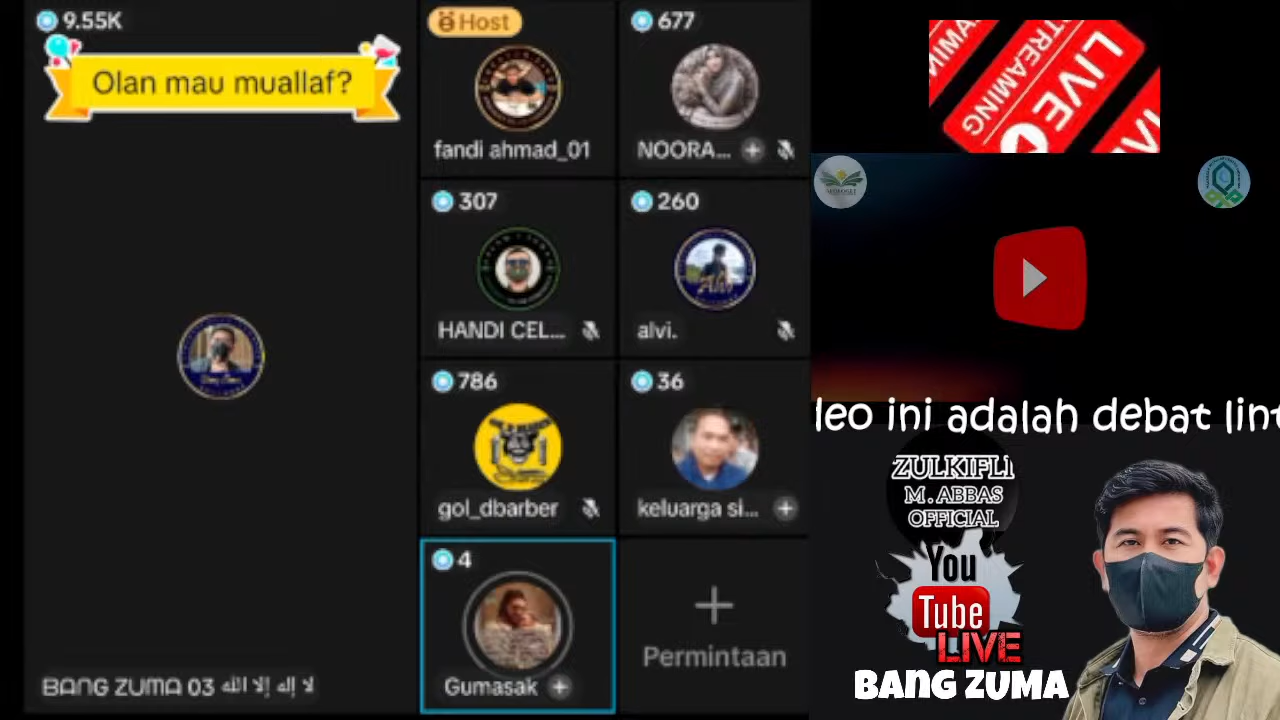 9.55K
Olan mau muallaf?
BANG ZUMA 03 لا إله إلا الله
Host
fandi ahmad_01
677
NOORA...
307
HANDI CEL...
260
alvi.
786
gol_dbarber
36
keluarga si...
4
Gumasak
Permintaan
LIVE
STREAMING
leo ini adalah debat lint
ZULKIFLI
M.ABBAS
OFFICIAL
You
Tube
LIVE
BANG ZUMA